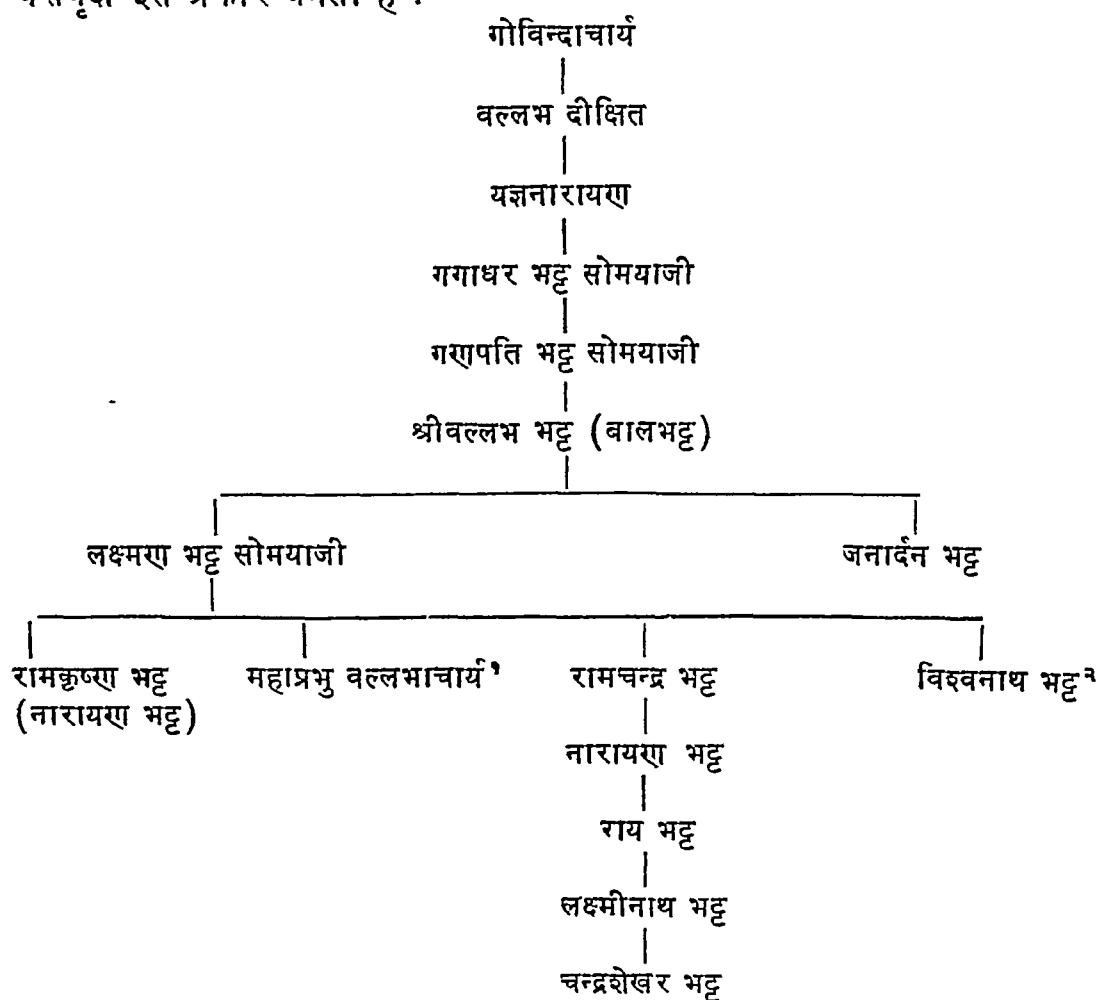 गोविन्दाचार्य
वल्लभ दीक्षित
यज्ञनारायण
गगाधर भट्ट सोमयाजी
गणपति भट्ट सोमयाजी
श्रीवल्लभ भट्ट (बालभट्ट)
लक्ष्मण भट्ट सोमयाजी जनार्दन भट्ट
रामकृष्ण भट्ट महाप्रभु वल्लभाचार्य१ रामचन्द्र भट्ट विश्वनाथ भट्ट२
(नारायण भट्ट)
नारायण भट्ट
राय भट्ट
लक्ष्मीनाथ भट्ट
चन्द्रशेखर भट्ट